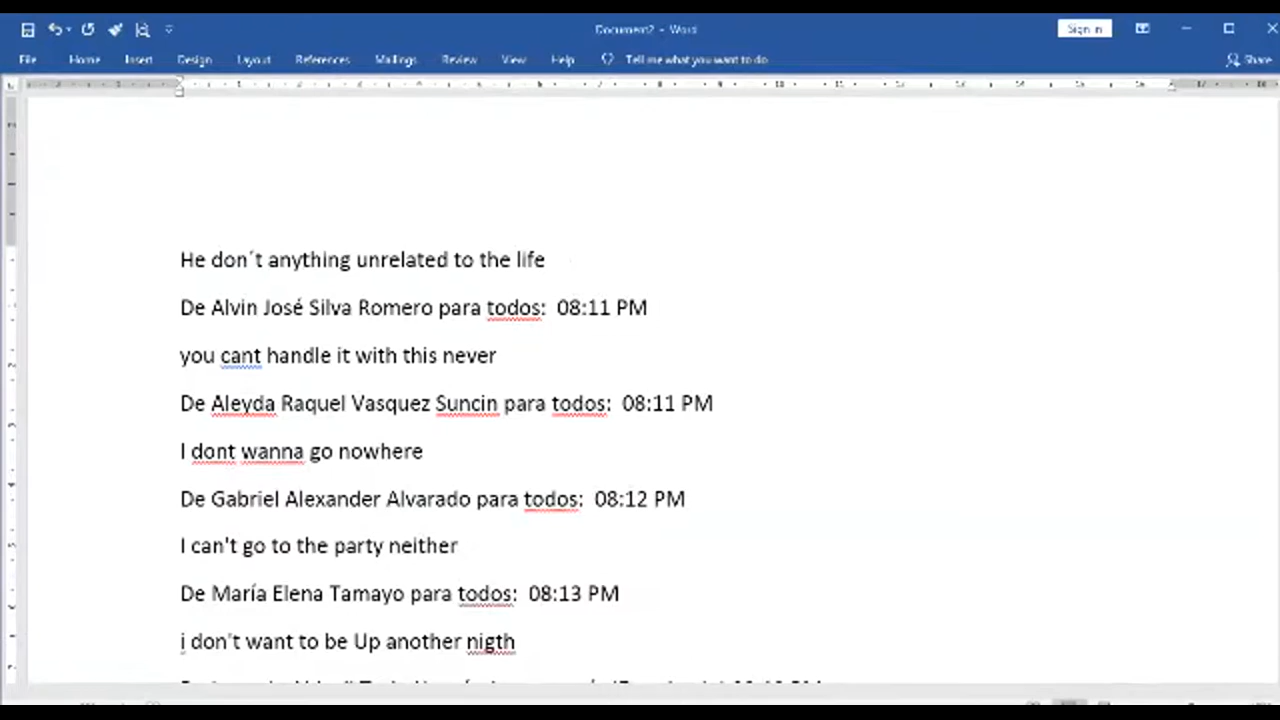 Document2 - Word
Sign in
File Home Insert Design Layout References Mailings Review View Help Tell me what you want to do Share
He don´t anything unrelated to the life
De Alvin José Silva Romero para todos: 08:11 PM
you cant handle it with this never
De Aleyda Raquel Vasquez Suncin para todos: 08:11 PM
I dont wanna go nowhere
De Gabriel Alexander Alvarado para todos: 08:12 PM
I can't go to the party neither
De María Elena Tamayo para todos: 08:13 PM
i don't want to be Up another nigth